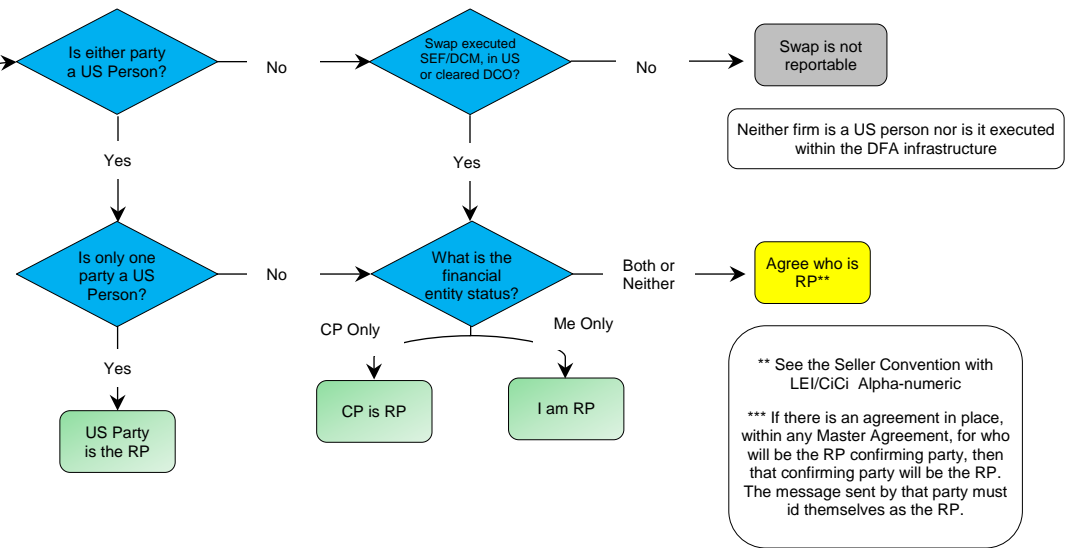 Is either party
a US Person?
No
Swap executed
SEF/DCM, in US
or cleared DCO?
No
Swap is not
reportable
Neither firm is a US person nor is it executed
within the DFA infrastructure
Yes
Yes
Is only one
party a US
Person?
No
What is the
financial
entity status?
Both or
Neither
Agree who is
RP**
CP Only
Me Only
Yes
US Party
is the RP
CP is RP
I am RP
** See the Seller Convention with
LEI/CiCi Alpha-numeric
*** If there is an agreement in place,
within any Master Agreement, for who
will be the RP confirming party, then
that confirming party will be the RP.
The message sent by that party must
id themselves as the RP.